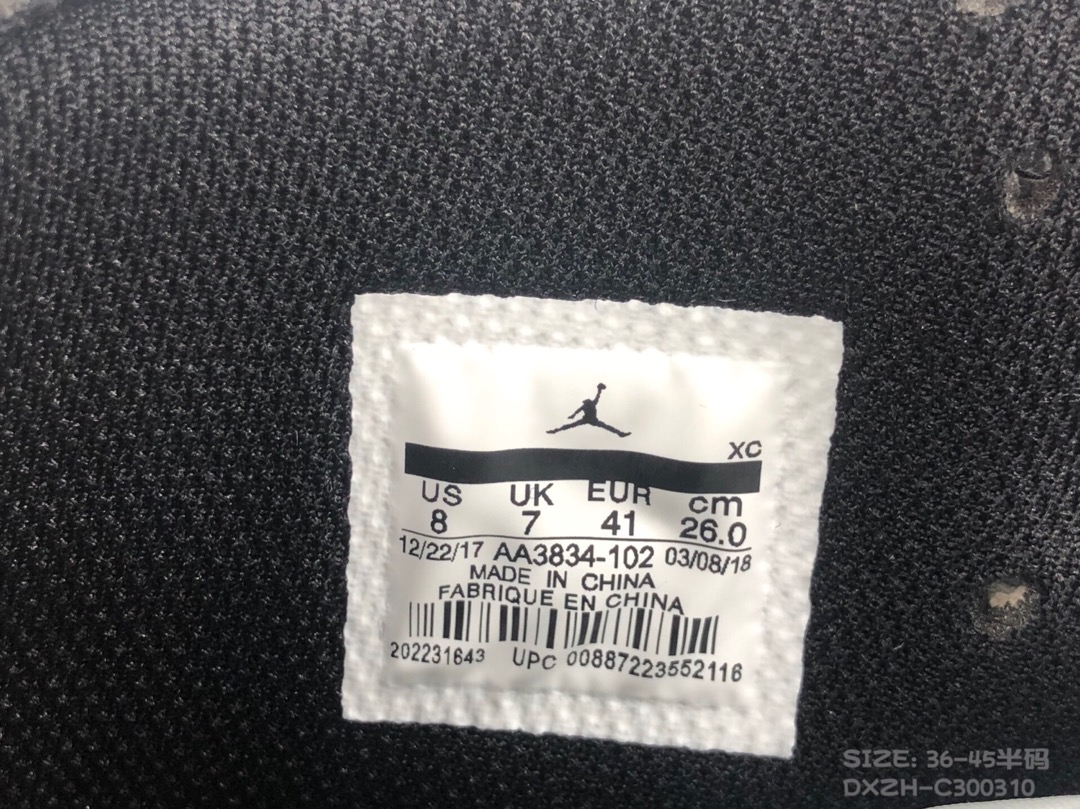 XC
US UK EUR cm
8 7 41 26.0
12/22/17 AA3834-102 03/08/18
MADE IN CHINA
FABRIQUE EN CHINA
202231643 UPC 00887223552116
SIZE: 36-45半码
DXZH-C300310